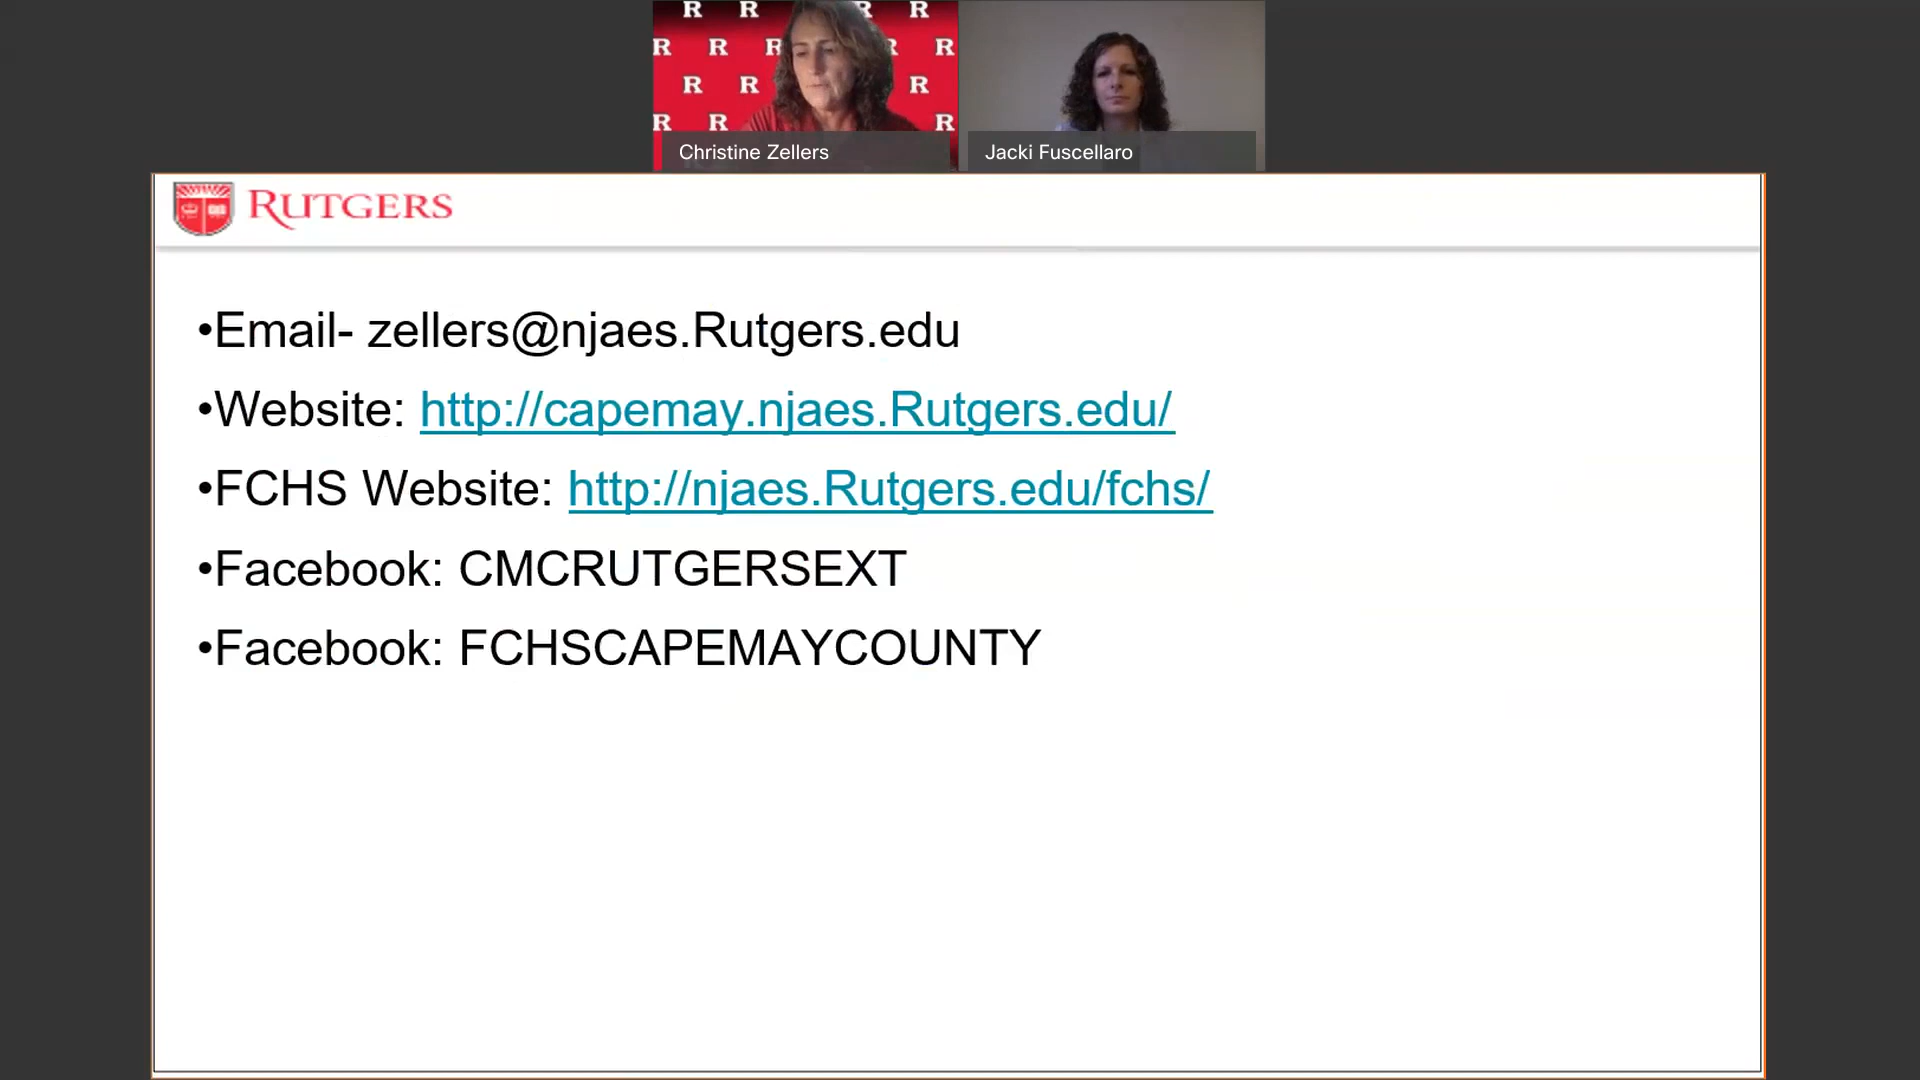 Christine Zellers
Jacki Fuscellaro
RUTGERS
•Email- zellers@njaes.Rutgers.edu
•Website: http://capemay.njaes.Rutgers.edu/
•FCHS Website: http://njaes.Rutgers.edu/fchs/
•Facebook: CMCRUTGERSEXT
•Facebook: FCHSCAPEMAYCOUNTY